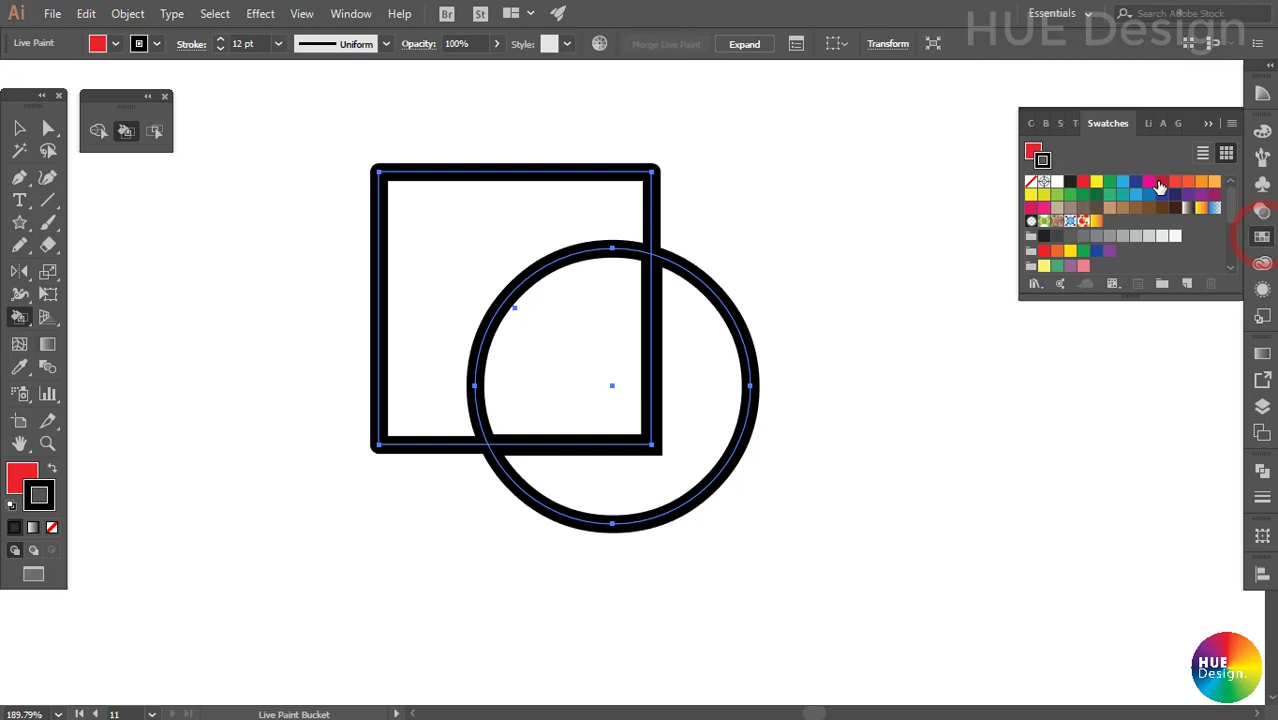 Ai File Edit Object Type Select Effect View Window Help Br St Essentials Search Adobe Stock
HUE Design
Live Paint Stroke: 12 pt Uniform Opacity: 100% Style: Merge Live Paint Expand Transform
C B S T Swatches Li A G
HUE
Design.
189.79% 11 Live Paint Bucket